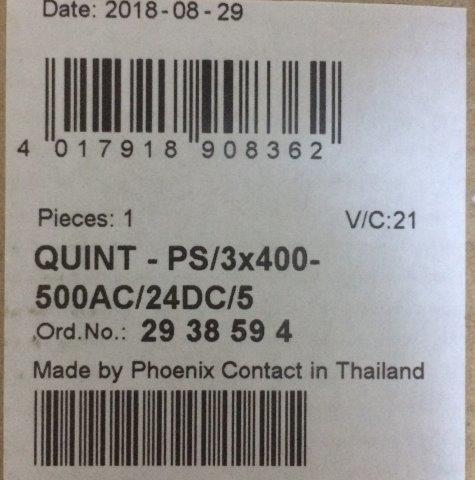 Date: 2018-08-29
4 017918 908362
Pieces: 1 V/C:21
QUINT - PS/3x400-
500AC/24DC/5
Ord.No.: 29 38 59 4
Made by Phoenix Contact in Thailand